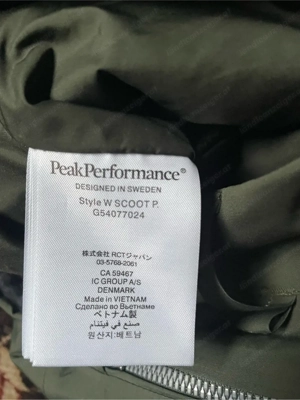 PeakPerformance®
DESIGNED IN SWEDEN
Style W SCOOT P.
G54077024
株式会社 RCTジャパン
03-5768-2061
CA 59467
IC GROUP A/S
DENMARK
Made in VIETNAM
Сделано во Вьетнаме
ベトナム製
صنع في فيتنام
원산지:베트남